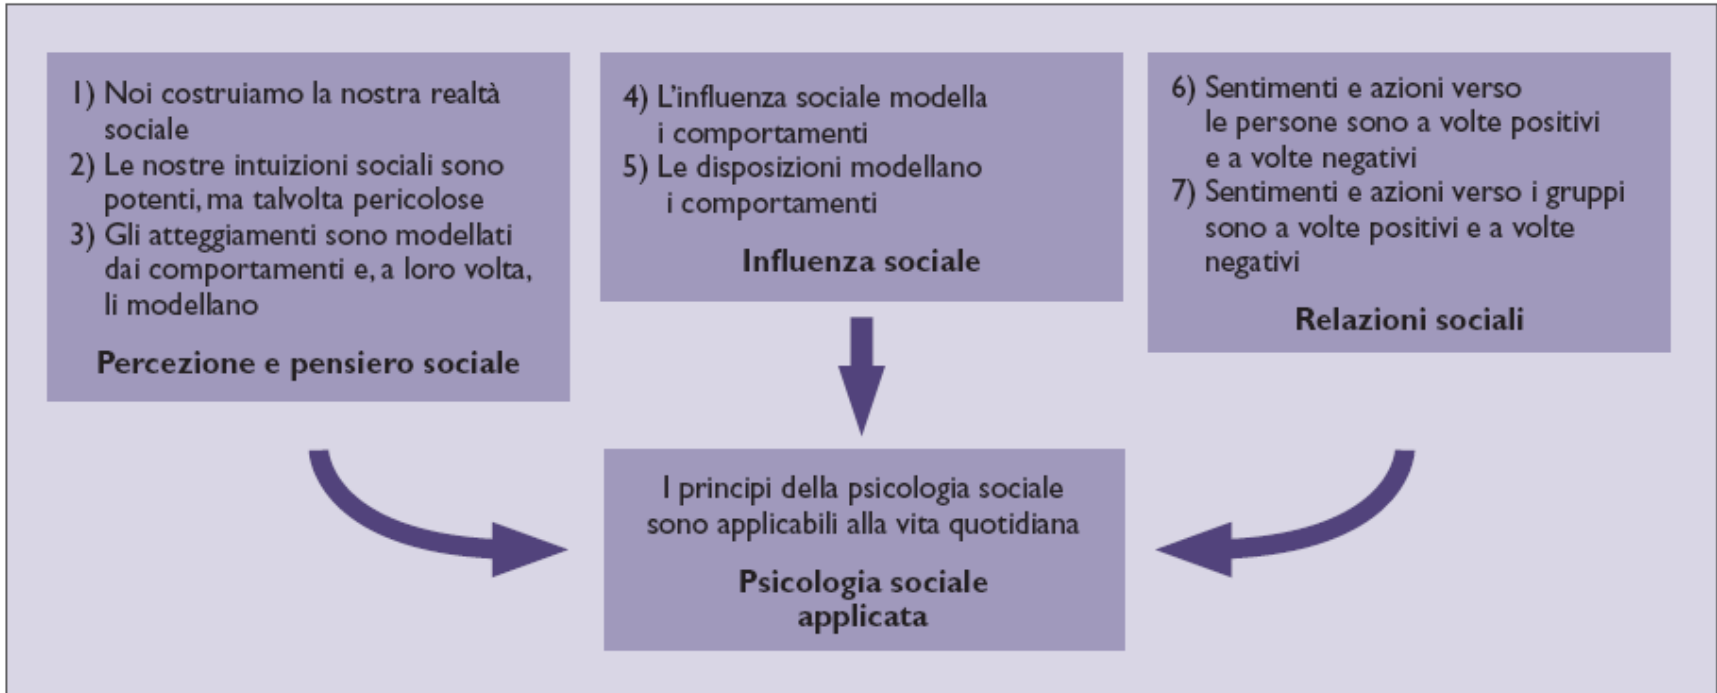 1) Noi costruiamo la nostra realtà
sociale
2) Le nostre intuizioni sociali sono
potenti, ma talvolta pericolose
3) Gli atteggiamenti sono modellati
dai comportamenti e, a loro volta,
li modellano
Percezione e pensiero sociale
4) L'influenza sociale modella
i comportamenti
5) Le disposizioni modellano
i comportamenti
Influenza sociale
6) Sentimenti e azioni verso
le persone sono a volte positivi
e a volte negativi
7) Sentimenti e azioni verso i gruppi
sono a volte positivi e a volte
negativi
Relazioni sociali
I principi della psicologia sociale
sono applicabili alla vita quotidiana
Psicologia sociale
applicata